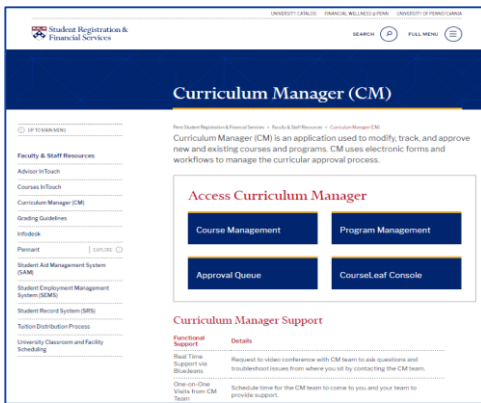 UNIVERSITY CATALOG FINANCIAL WELLNESS @ PENN UNIVERSITY OF PENNSYLVANIA
Student Registration &
Financial Services
SEARCH
FULL MENU
Curriculum Manager (CM)
UP TO MAIN MENU
Faculty & Staff Resources
Advisor InTouch
Courses InTouch
Curriculum Manager (CM)
Grading Guidelines
Infodesk
Pennant
EXPLORE
Student Aid Management System
(SAM)
Student Employment Management
System (SEMS)
Student Record System (SRS)
Tuition Distribution Process
University Classroom and Facility
Scheduling
Penn Student Registration & Financial Services Faculty & Staff Resources Curriculum Manager (CM)
Curriculum Manager (CM) is an application used to modify, track, and approve
new and existing courses and programs. CM uses electronic forms and
workflows to manage the curricular approval process.
Access Curriculum Manager
Course Management
Program Management
Approval Queue
CourseLeaf Console
Curriculum Manager Support
Functional
Support
Details
Real Time
Support via
BlueJeans
Request to video conference with CM team to ask questions and
troubleshoot issues from where you sit by contacting the CM team.
One-on-One
Visits from CM
Team
Schedule time for the CM team to come to you and your team to
provide support.